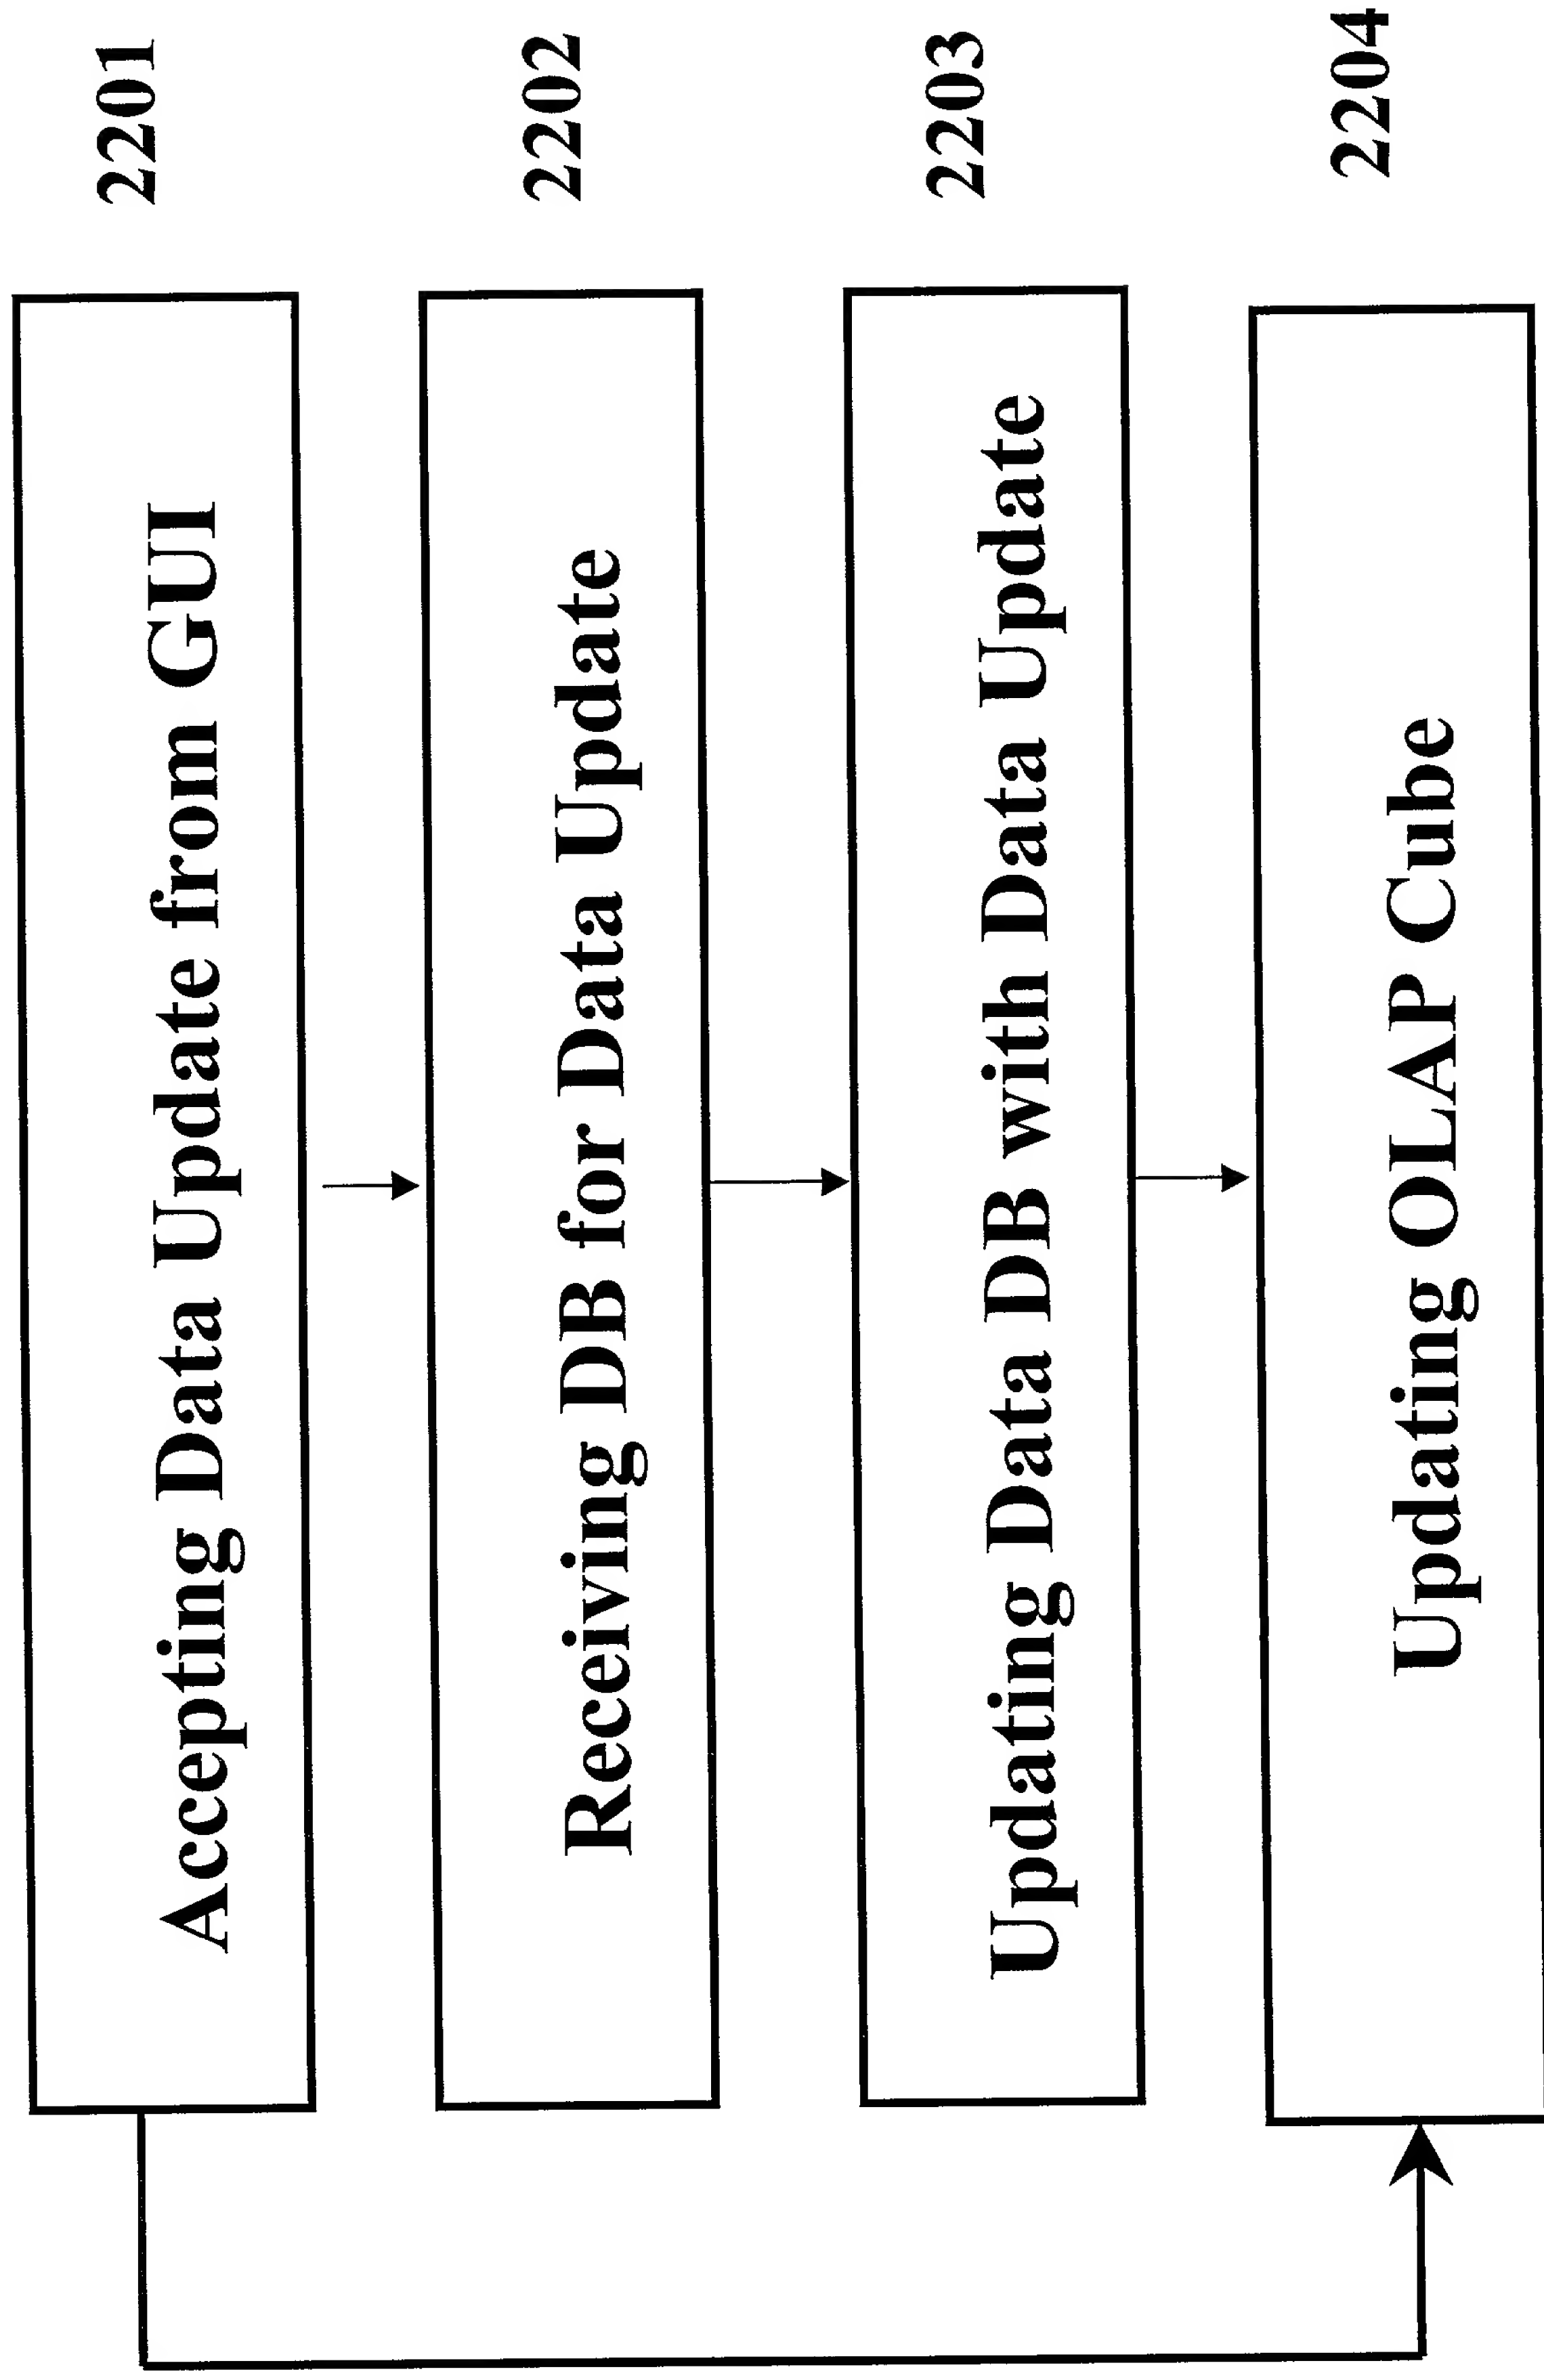 Accepting Data Update from GUI 2201
Receiving DB for Data Update 2202
Updating Data DB with Data Update 2203
Updating OLAP Cube 2204